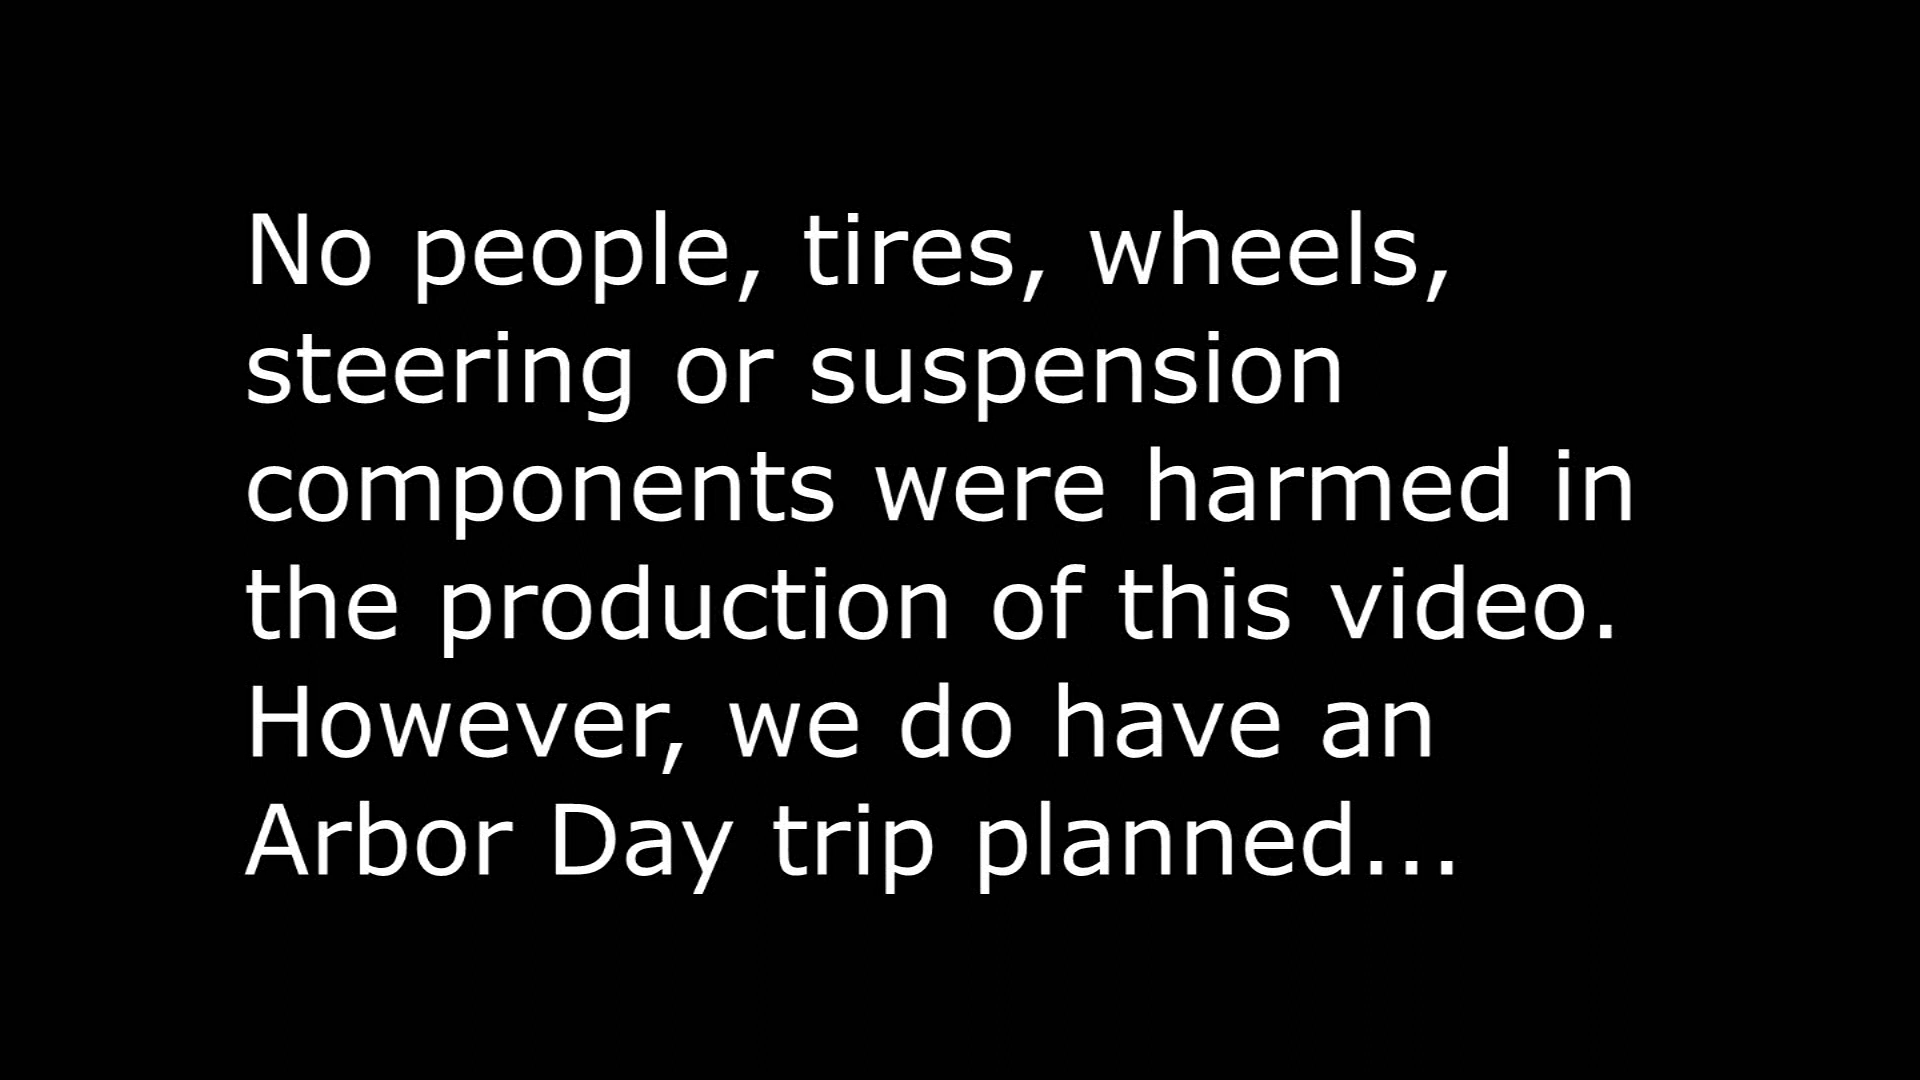 No people, tires, wheels,
steering or suspension
components were harmed in
the production of this video.
However, we do have an
Arbor Day trip planned...